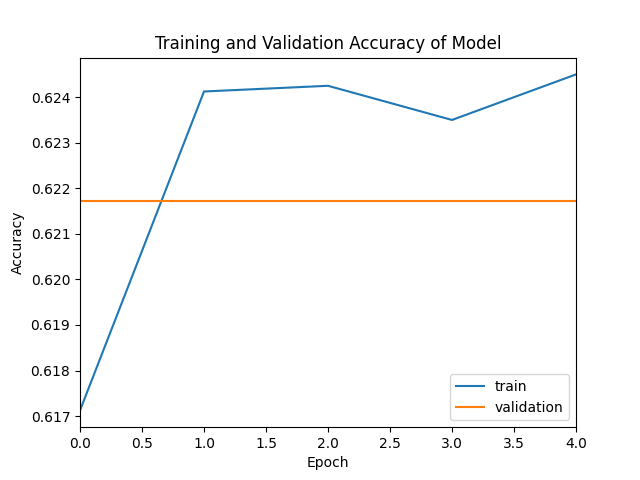 Training and Validation Accuracy of Model
Accuracy
0.624
0.623
0.622
0.621
0.620
0.619
0.618
0.617
train
validation
0.0 0.5 1.0 1.5 2.0 2.5 3.0 3.5 4.0
Epoch